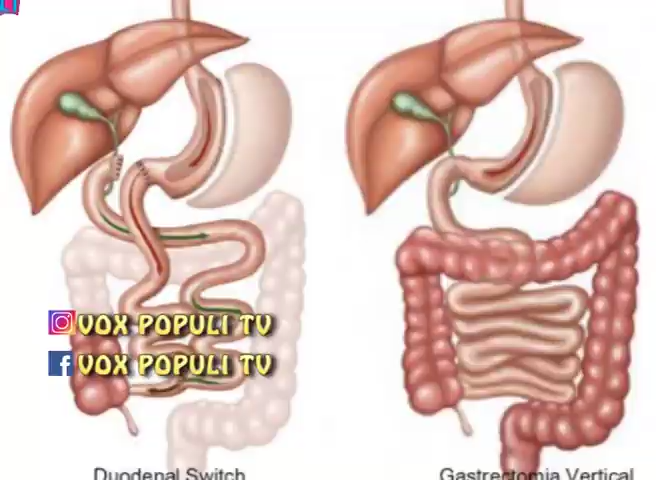 VOX POPULI TV
VOX POPULI TV
Duodenal Switch
Gastrectomia Vertical